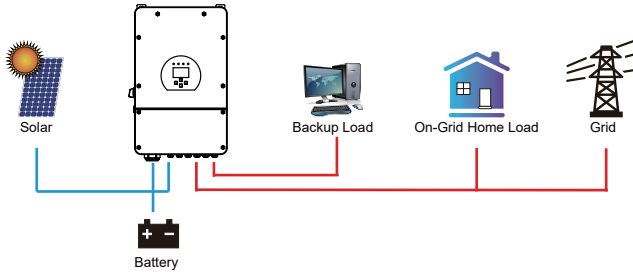 Solar
Backup Load
On-Grid Home Load
Grid
Battery